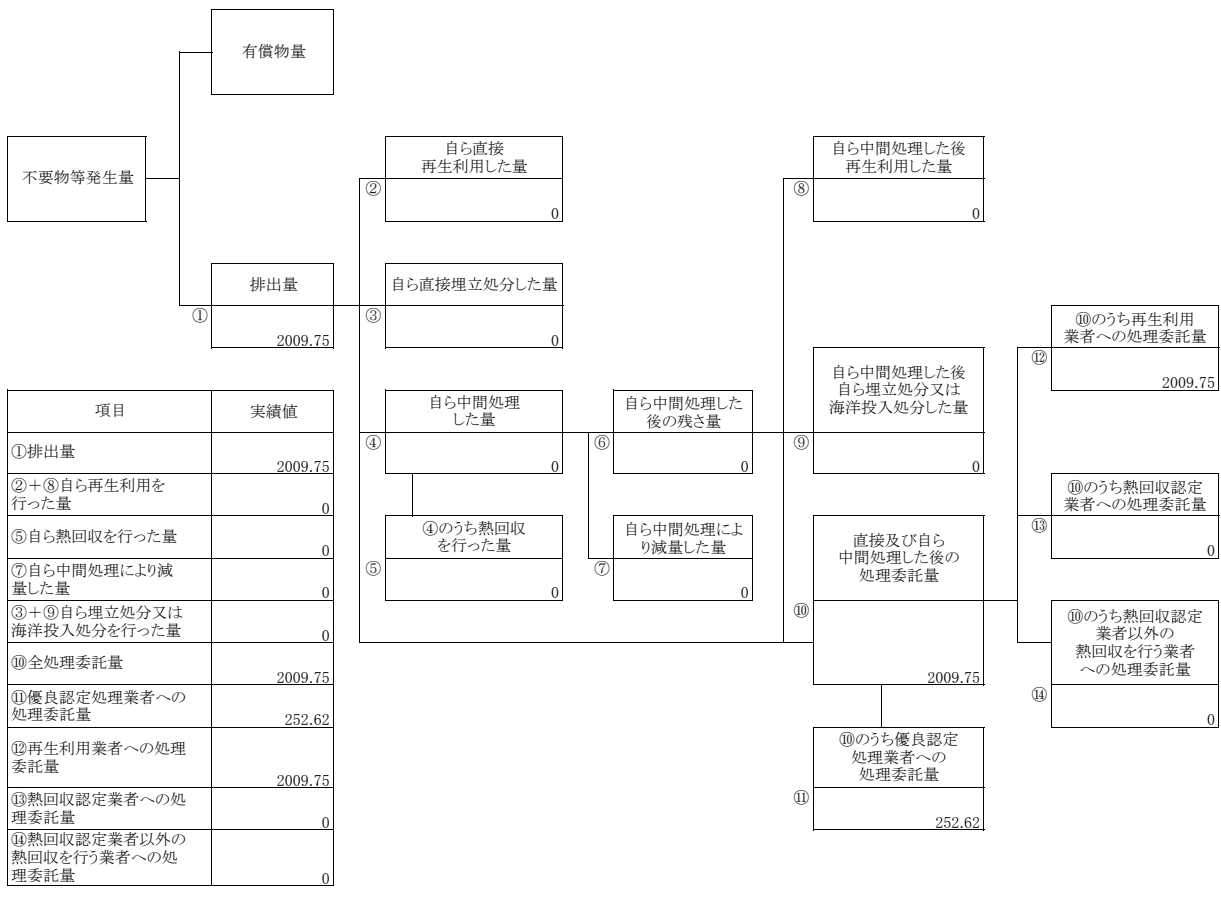 有償物量
不要物等発生量
自ら直接
再生利用した量
②
0
自ら中間処理した後
再生利用した量
⑧
0
排出量
①
2009.75
自ら直接埋立処分した量
③
0
⑩のうち再生利用
業者への処理委託量
⑫
2009.75
自ら中間処理
した量
④
0
自ら中間処理した
後の残さ量
⑥
0
自ら中間処理した後
自ら埋立処分又は
海洋投入処分した量
⑨
0
⑩のうち熱回収認定
業者への処理委託量
⑬
0
④のうち熱回収
を行った量
⑤
0
自ら中間処理によ
り減量した量
⑦
0
直接及び自ら
中間処理した後の
処理委託量
⑩
2009.75
⑩のうち熱回収認定
業者以外の
熱回収を行う業者
への処理委託量
⑭
0
⑩のうち優良認定
処理業者への
処理委託量
⑪
252.62
項目 実績値
①排出量
2009.75
②+⑧自ら再生利用を
行った量
0
⑤自ら熱回収を行った量
0
⑦自ら中間処理により減
量した量
0
③+⑨自ら埋立処分又は
海洋投入処分を行った量
0
⑩全処理委託量
2009.75
⑪優良認定処理業者への
処理委託量
252.62
⑫再生利用業者への処理
委託量
2009.75
⑬熱回収認定業者への処
理委託量
0
⑭熱回収認定業者以外の
熱回収を行う業者への処
理委託量
0